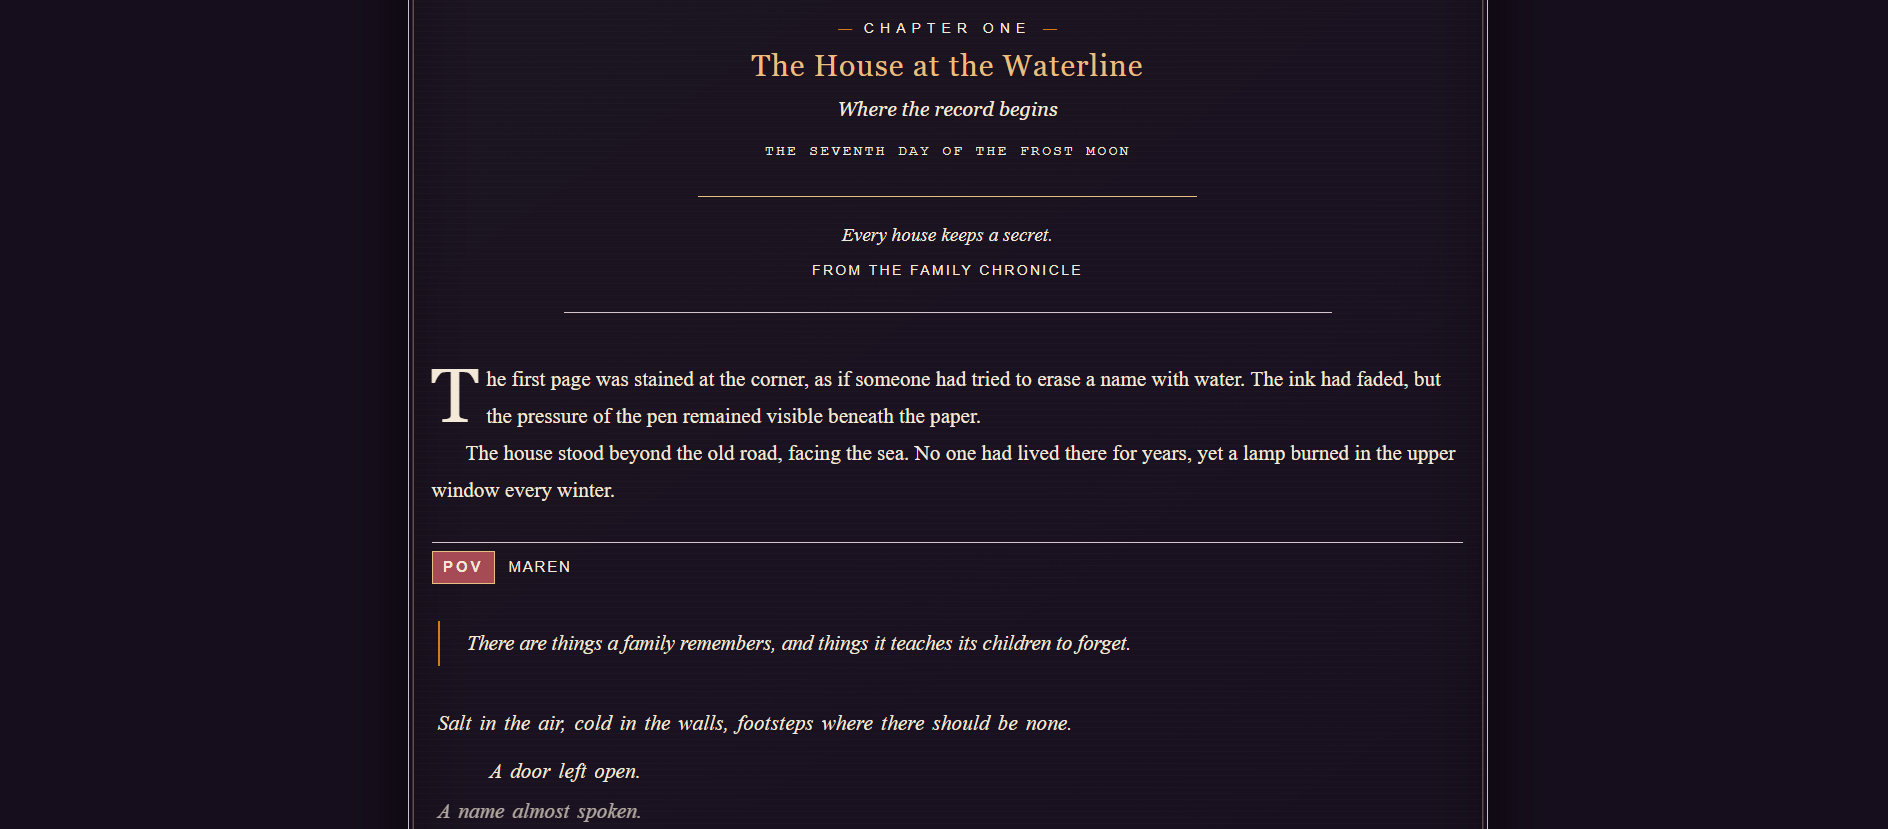 — CHAPTER ONE —
The House at the Waterline
Where the record begins
THE SEVENTH DAY OF THE FROST MOON
Every house keeps a secret.
FROM THE FAMILY CHRONICLE
The first page was stained at the corner, as if someone had tried to erase a name with water. The ink had faded, but
the pressure of the pen remained visible beneath the paper.
The house stood beyond the old road, facing the sea. No one had lived there for years, yet a lamp burned in the upper
window every winter.
POV MAREN
There are things a family remembers, and things it teaches its children to forget.
Salt in the air, cold in the walls, footsteps where there should be none.
A door left open.
A name almost spoken.